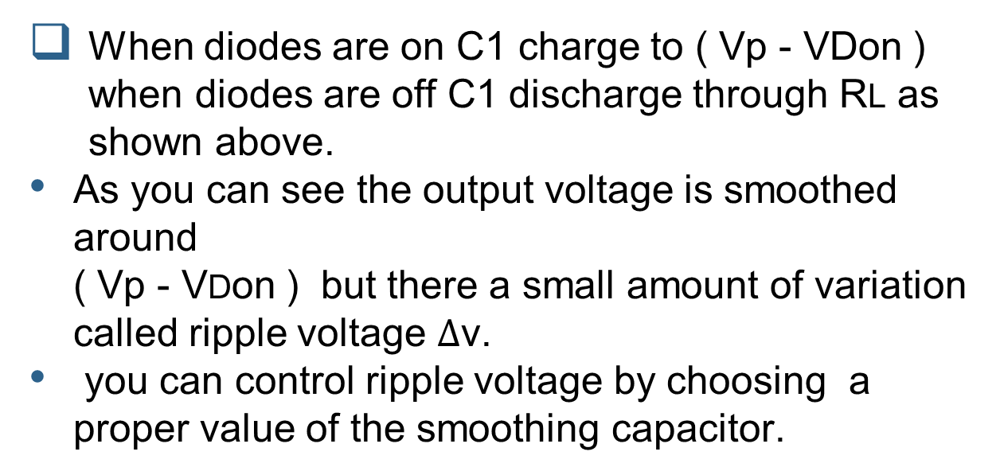 ❑ When diodes are on C1 charge to ( Vp - VDon )
when diodes are off C1 discharge through RL as
shown above.
• As you can see the output voltage is smoothed
around
( Vp - VDon )  but there a small amount of variation
called ripple voltage Δv.
•  you can control ripple voltage by choosing  a
proper value of the smoothing capacitor.